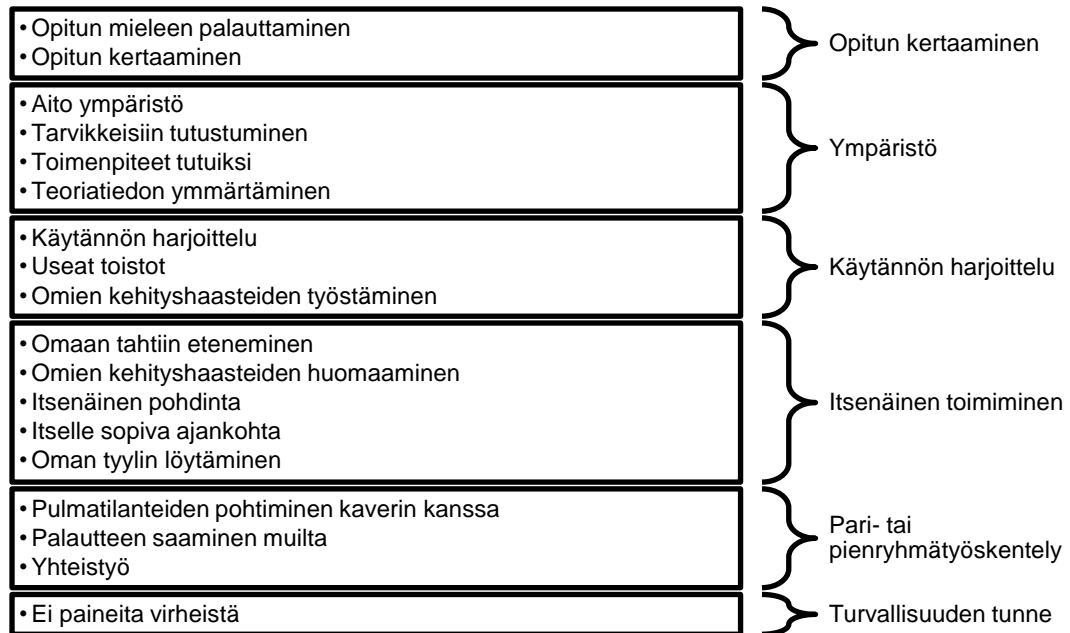 • Opitun mieleen palauttaminen
• Opitun kertaaminen
Opitun kertaaminen
• Aito ympäristö
• Tarvikkeisiin tutustuminen
• Toimenpiteet tutuiksi
• Teoriatiedon ymmärtäminen
Ympäristö
• Käytännön harjoittelu
• Useat toistot
• Omien kehityshaasteiden työstäminen
Käytännön harjoittelu
• Omaan tahtiin eteneminen
• Omien kehityshaasteiden huomaaminen
• Itsenäinen pohdinta
• Itselle sopiva ajankohta
• Oman tyylin löytäminen
Itsenäinen toimiminen
• Pulmatilanteiden pohtiminen kaverin kanssa
• Palautteen saaminen muilta
• Yhteistyö
Pari- tai
pienryhmätyöskentely
• Ei paineita virheistä
Turvallisuuden tunne